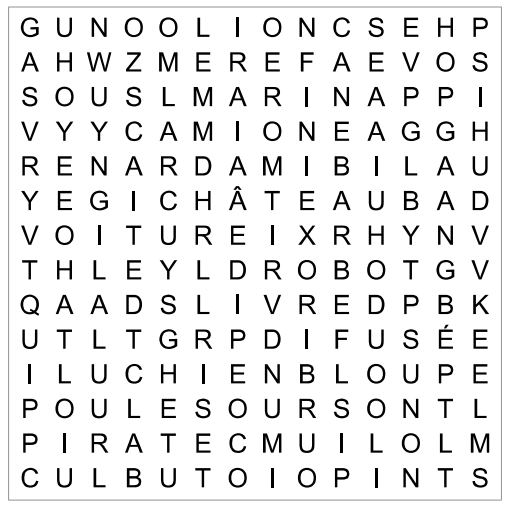 G U N O O L I O N C S E H P
A H W Z M E R E F A E V O S
S O U S L M A R I N A P P I
V Y Y C A M I O N E A G G H
R E N A R D A M I B I L A U
Y E G I C H Â T E A U B A D
V O I T U R E I X R H Y N V
T H L E Y L D R O B O T G V
Q A A D S L I V R E D P B K
U T L T G R P D I F U S É E
I L U C H I E N B L O U P E
P O U L E S O U R S O N T L
P I R A T E C M U I L O L M
C U L B U T O I O P I N T S